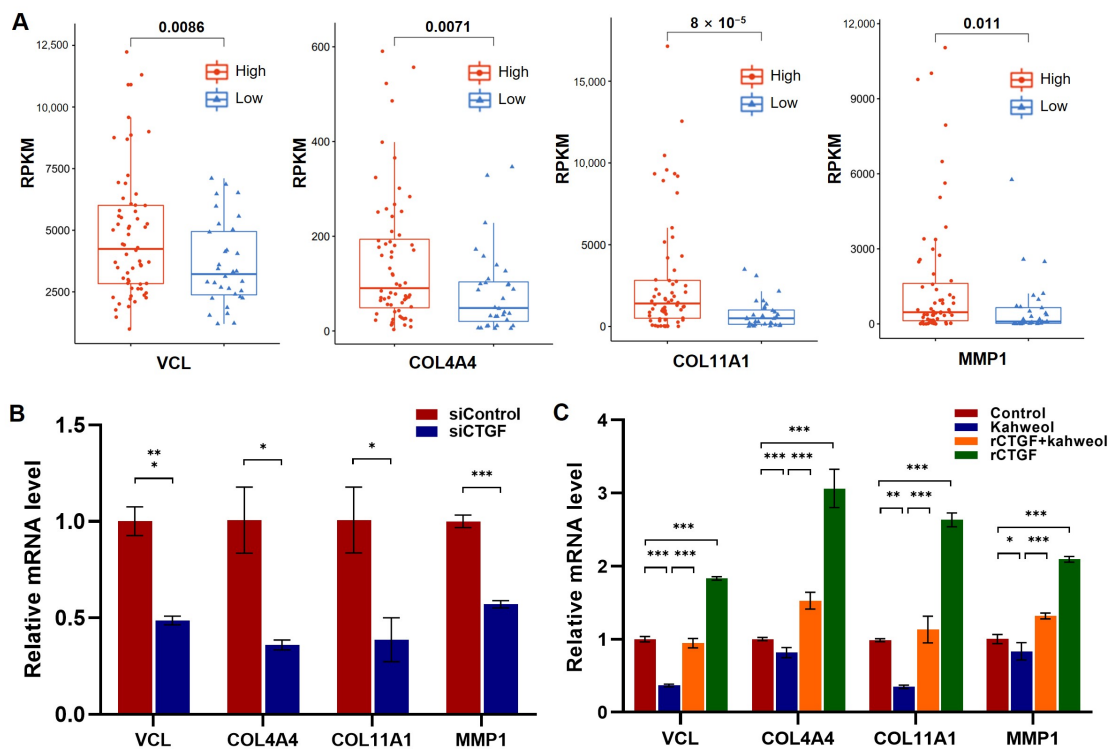 A
0.0086
0.0071
8 × 10⁻⁵
0.011
RPKM
12,500
10,000
7500
5000
2500
High
Low
VCL
RPKM
600
400
200
0
High
Low
COL4A4
RPKM
15,000
10,000
5000
0
High
Low
COL11A1
RPKM
12,000
9000
6000
3000
0
High
Low
MMP1
B
Relative mRNA level
1.5
1.0
0.5
0.0
siControl
siCTGF
**
*
*
*
***
VCL
COL4A4
COL11A1
MMP1
C
Relative mRNA level
4
3
2
1
0
Control
Kahweol
rCTGF+kahweol
rCTGF
***
*** ***
***
*** ***
***
** ***
***
* ***
VCL
COL4A4
COL11A1
MMP1